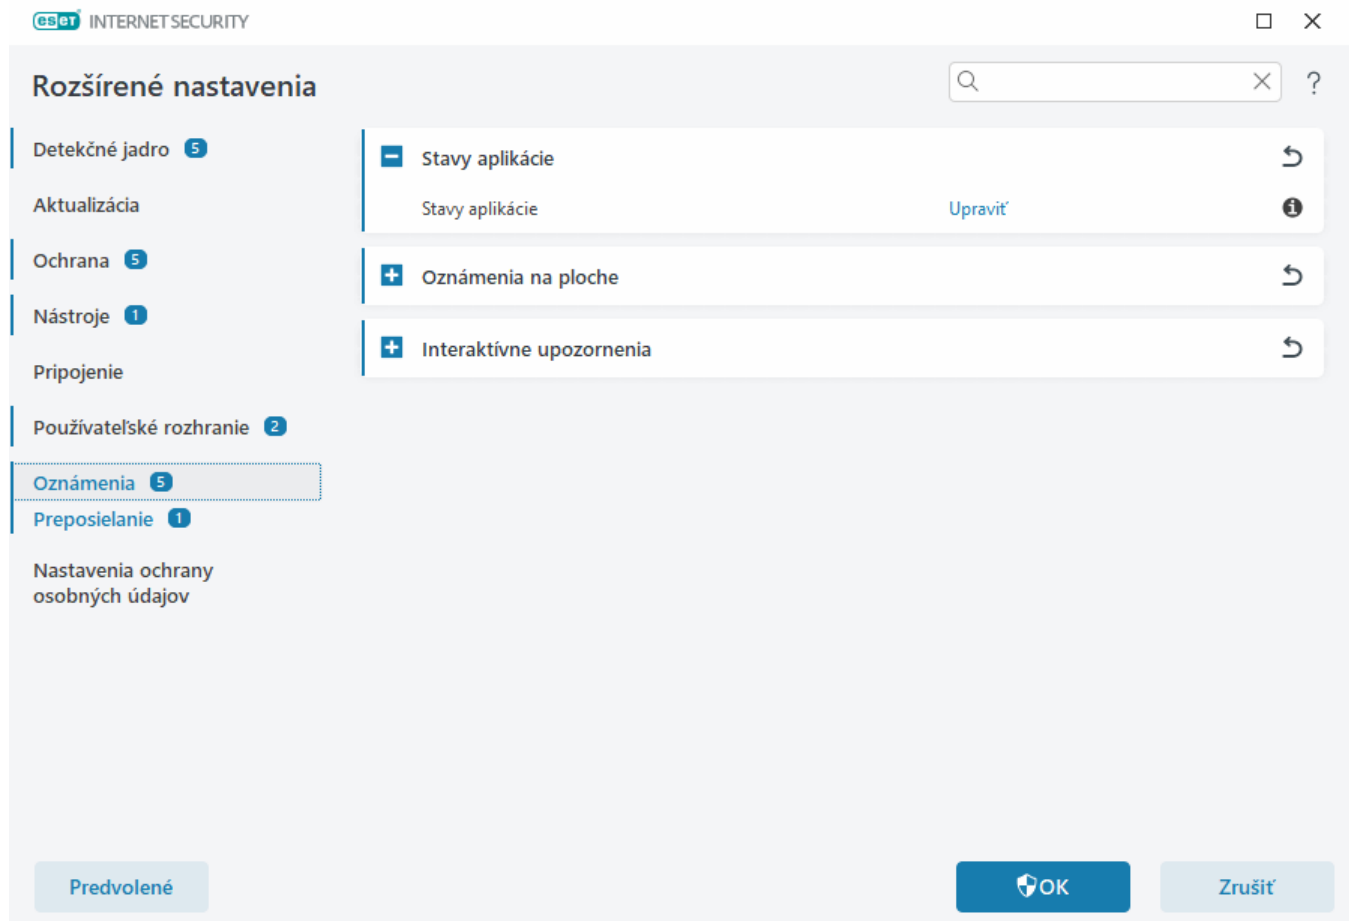 eset INTERNET SECURITY
Rozšírené nastavenia
?
Detekčné jadro 5
Aktualizácia
Ochrana 5
Nástroje 1
Pripojenie
Používateľské rozhranie 2
Oznámenia 5
Preposielanie 1
Nastavenia ochrany
osobných údajov
Stavy aplikácie
Stavy aplikácie Upraviť
Oznámenia na ploche
Interaktívne upozornenia
Predvolené
OK
Zrušiť